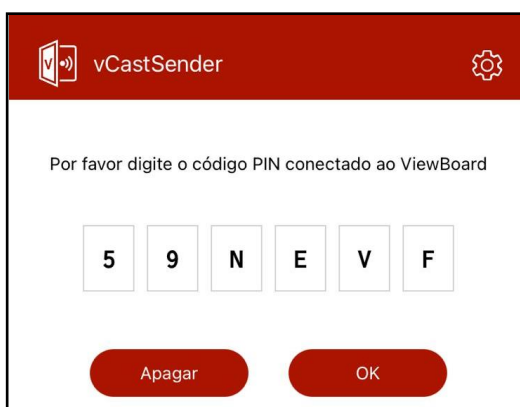 vCastSender
Por favor digite o código PIN conectado ao ViewBoard
5 9 N E V F
Apagar OK